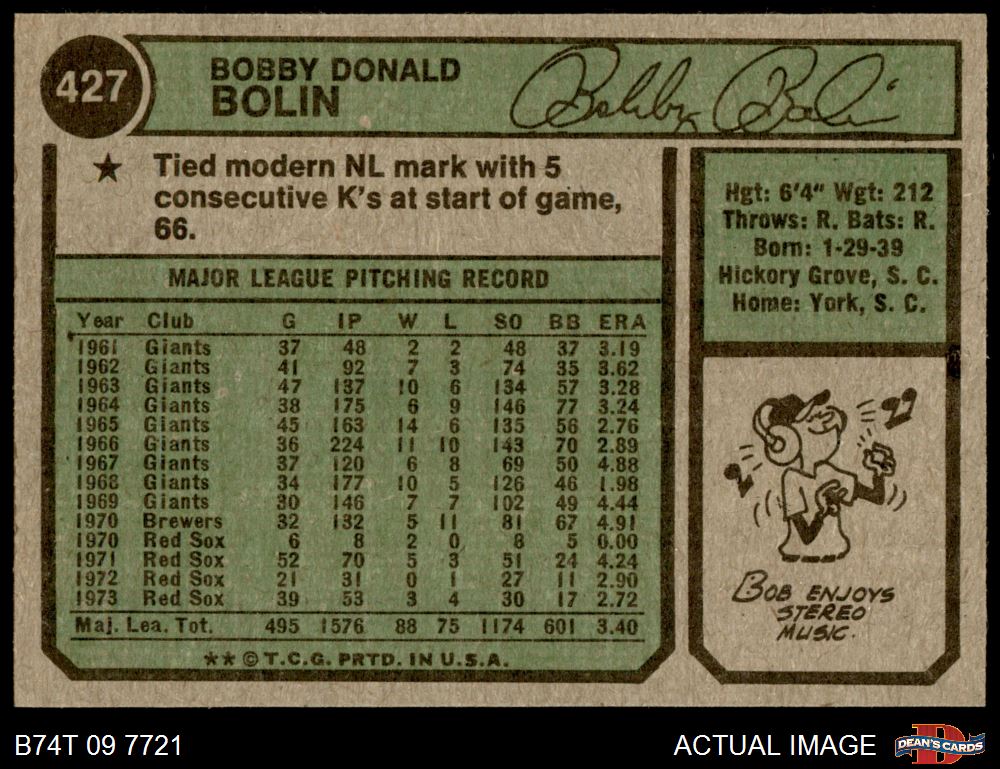 427
BOBBY DONALD
BOLIN
Bobby Bolin
★ Tied modern NL mark with 5
consecutive K's at start of game,
66.
MAJOR LEAGUE PITCHING RECORD
Year Club G IP W L SO BB ERA
1961 Giants 37 48 2 2 48 37 3.19
1962 Giants 41 92 7 3 74 35 3.62
1963 Giants 47 137 10 6 134 57 3.28
1964 Giants 38 175 6 9 146 77 3.24
1965 Giants 45 163 14 6 135 56 2.76
1966 Giants 36 224 11 10 143 70 2.89
1967 Giants 37 120 6 8 69 50 4.88
1968 Giants 34 177 10 5 126 46 1.98
1969 Giants 30 146 7 7 102 49 4.44
1970 Brewers 32 132 5 11 81 67 4.91
1970 Red Sox 6 8 2 0 8 5 0.00
1971 Red Sox 52 70 5 3 51 24 4.24
1972 Red Sox 21 31 0 1 27 11 2.90
1973 Red Sox 39 53 3 4 30 17 2.72
Maj. Lea. Tot. 495 1576 88 75 1174 601 3.40
** © T.C.G. PRTD. IN U.S.A.
Hgt: 6'4" Wgt: 212
Throws: R. Bats: R.
Born: 1-29-39
Hickory Grove, S. C.
Home: York, S. C.
BOB ENJOYS
STEREO
MUSIC.
B74T 09 7721
ACTUAL IMAGE
D
DEAN'S CARDS